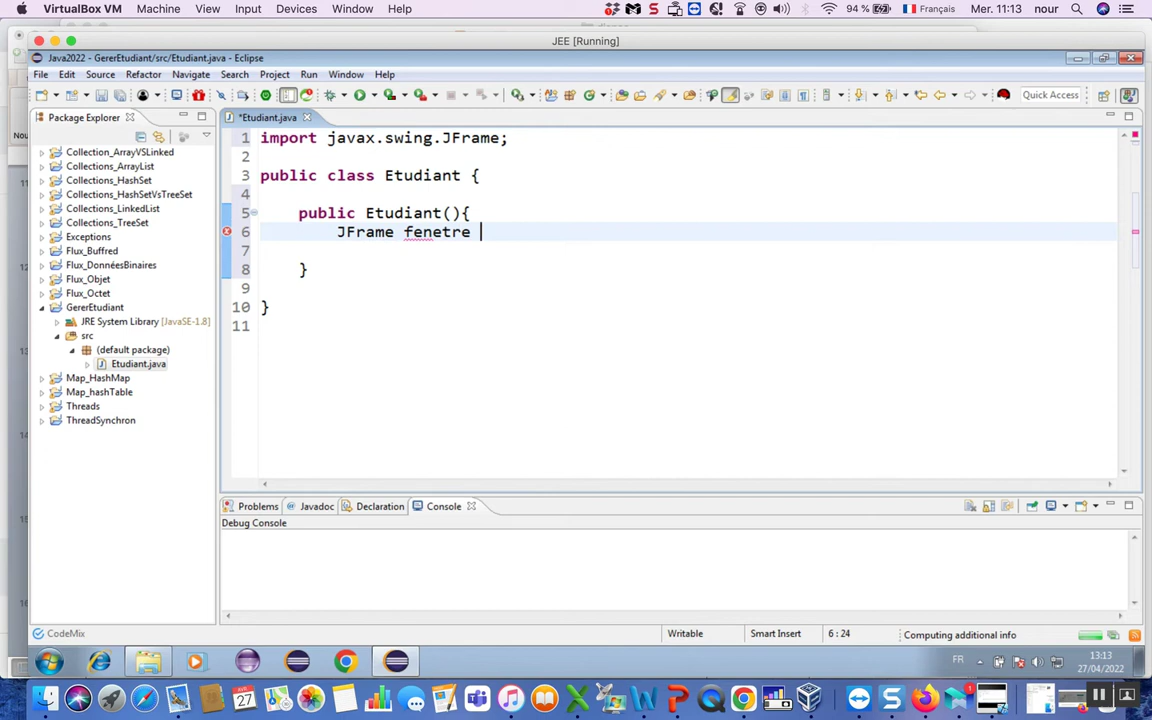 VirtualBox VM Machine View Input Devices Window Help 94 % Français Mer. 11:13 nour
JEE [Running]
Java2022 - GererEtudiant/src/Etudiant.java - Eclipse
File Edit Source Refactor Navigate Search Project Run Window Help
Quick Access
Package Explorer
*Etudiant.java
Collection_ArrayVSLinked
Collections_ArrayList
Collections_HashSet
Collections_HashSetVsTreeSet
Collections_LinkedList
Collections_TreeSet
Exceptions
Flux_Buffred
Flux_DonnéesBinaires
Flux_Objet
Flux_Octet
GererEtudiant
JRE System Library [JavaSE-1.8]
src
(default package)
Etudiant.java
Map_HashMap
Map_hashTable
Threads
ThreadSynchron
1 import javax.swing.JFrame;
2
3 public class Etudiant {
4
5 public Etudiant(){
6 JFrame fenetre
7
8 }
9
10 }
11
Problems @ Javadoc Declaration Console
Debug Console
CodeMix
Writable Smart Insert 6 : 24 Computing additional info
FR 13:13
27/04/2022